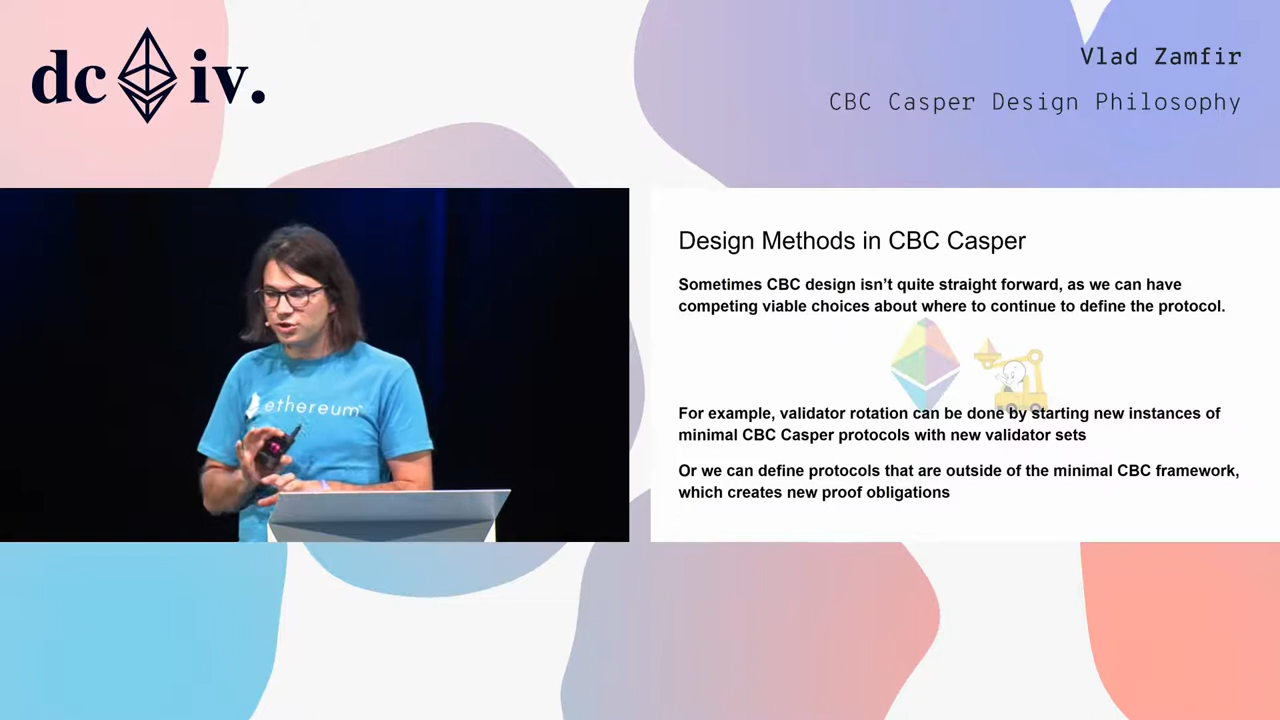 dc iv.
Vlad Zamfir
CBC Casper Design Philosophy
ethereum
Design Methods in CBC Casper
Sometimes CBC design isn’t quite straight forward, as we can have
competing viable choices about where to continue to define the protocol.
For example, validator rotation can be done by starting new instances of
minimal CBC Casper protocols with new validator sets
Or we can define protocols that are outside of the minimal CBC framework,
which creates new proof obligations